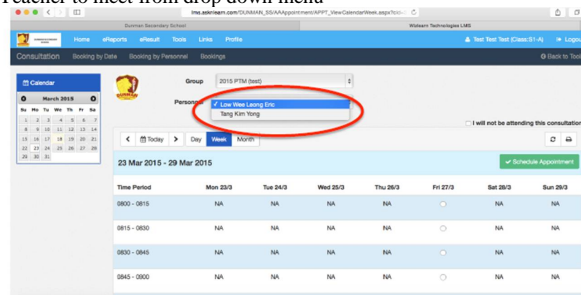 Teacher to meet from drop down menu
lms.asknlearn.com/DUNMAN_SS/AAAppointment/APPT_ViewCalendarWeek.aspx?toolid=
Dunman Secondary School
Wizlearn Technologies LMS
Home eReports eResult Tools Links Profile
Test Test Test (Class:S1-A) Logout
Consultation Booking by Date Booking by Personnel Bookings
Back to Tools
Calendar
Group 2015 PTM (test)
March 2015
Personnel ✓ Low Wee Leong Eric
Tang Kim Yong
Su Mo Tu We Th Fr Sa
1 2 3 4 5 6 7
8 9 10 11 12 13 14
15 16 17 18 19 20 21
22 23 24 25 26 27 28
29 30 31
I will not be attending this consultation
Today Day Week Month
23 Mar 2015 - 29 Mar 2015
Schedule Appointment
Time Period Mon 23/3 Tue 24/3 Wed 25/3 Thu 26/3 Fri 27/3 Sat 28/3 Sun 29/3
0800 - 0815 NA NA NA NA NA NA
0815 - 0830 NA NA NA NA NA NA
0830 - 0845 NA NA NA NA NA NA
0845 - 0900 NA NA NA NA NA NA